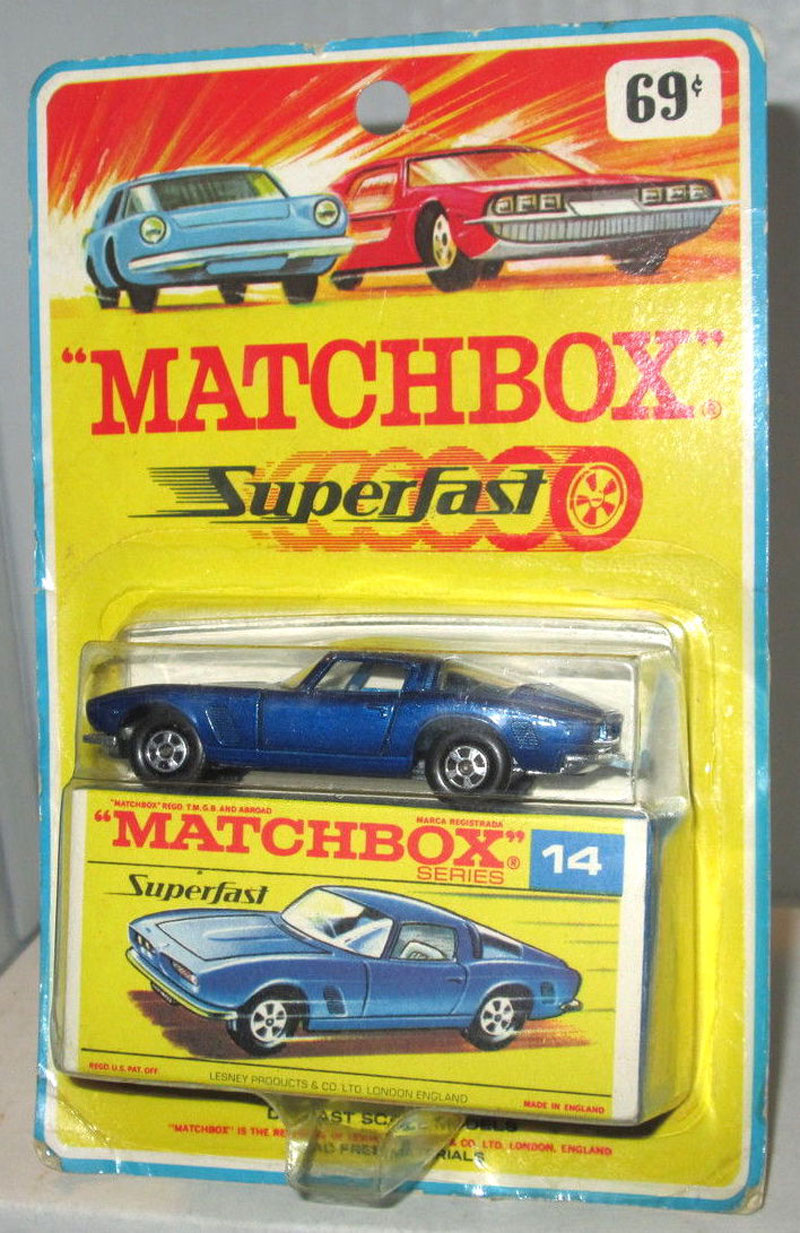 69¢
"MATCHBOX"®
Superfast
"MATCHBOX" REGD. T.M. G.B. AND ABROAD
MARCA REGISTRADA
"MATCHBOX"®
SERIES
14
Superfast
REGD. U.S. PAT. OFF.
LESNEY PRODUCTS & CO. LTD. LONDON ENGLAND
MADE IN ENGLAND
"MATCHBOX" IS THE & CO. LTD. LONDON, ENGLAND